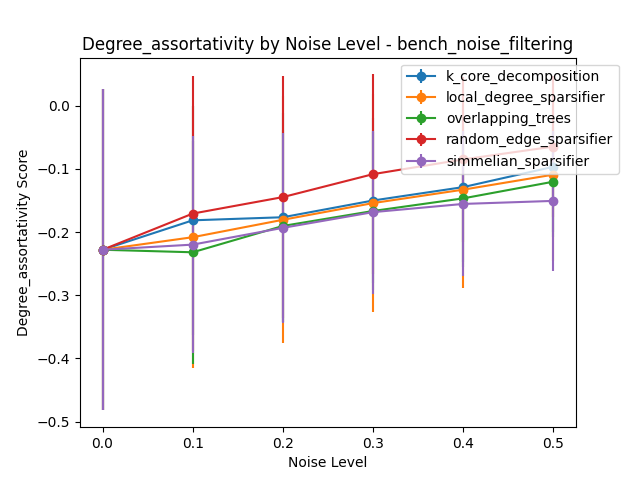 Degree_assortativity by Noise Level - bench_noise_filtering
k_core_decomposition
local_degree_sparsifier
overlapping_trees
random_edge_sparsifier
simmelian_sparsifier
Degree_assortativity Score
0.0
−0.1
−0.2
−0.3
−0.4
−0.5
0.0 0.1 0.2 0.3 0.4 0.5
Noise Level